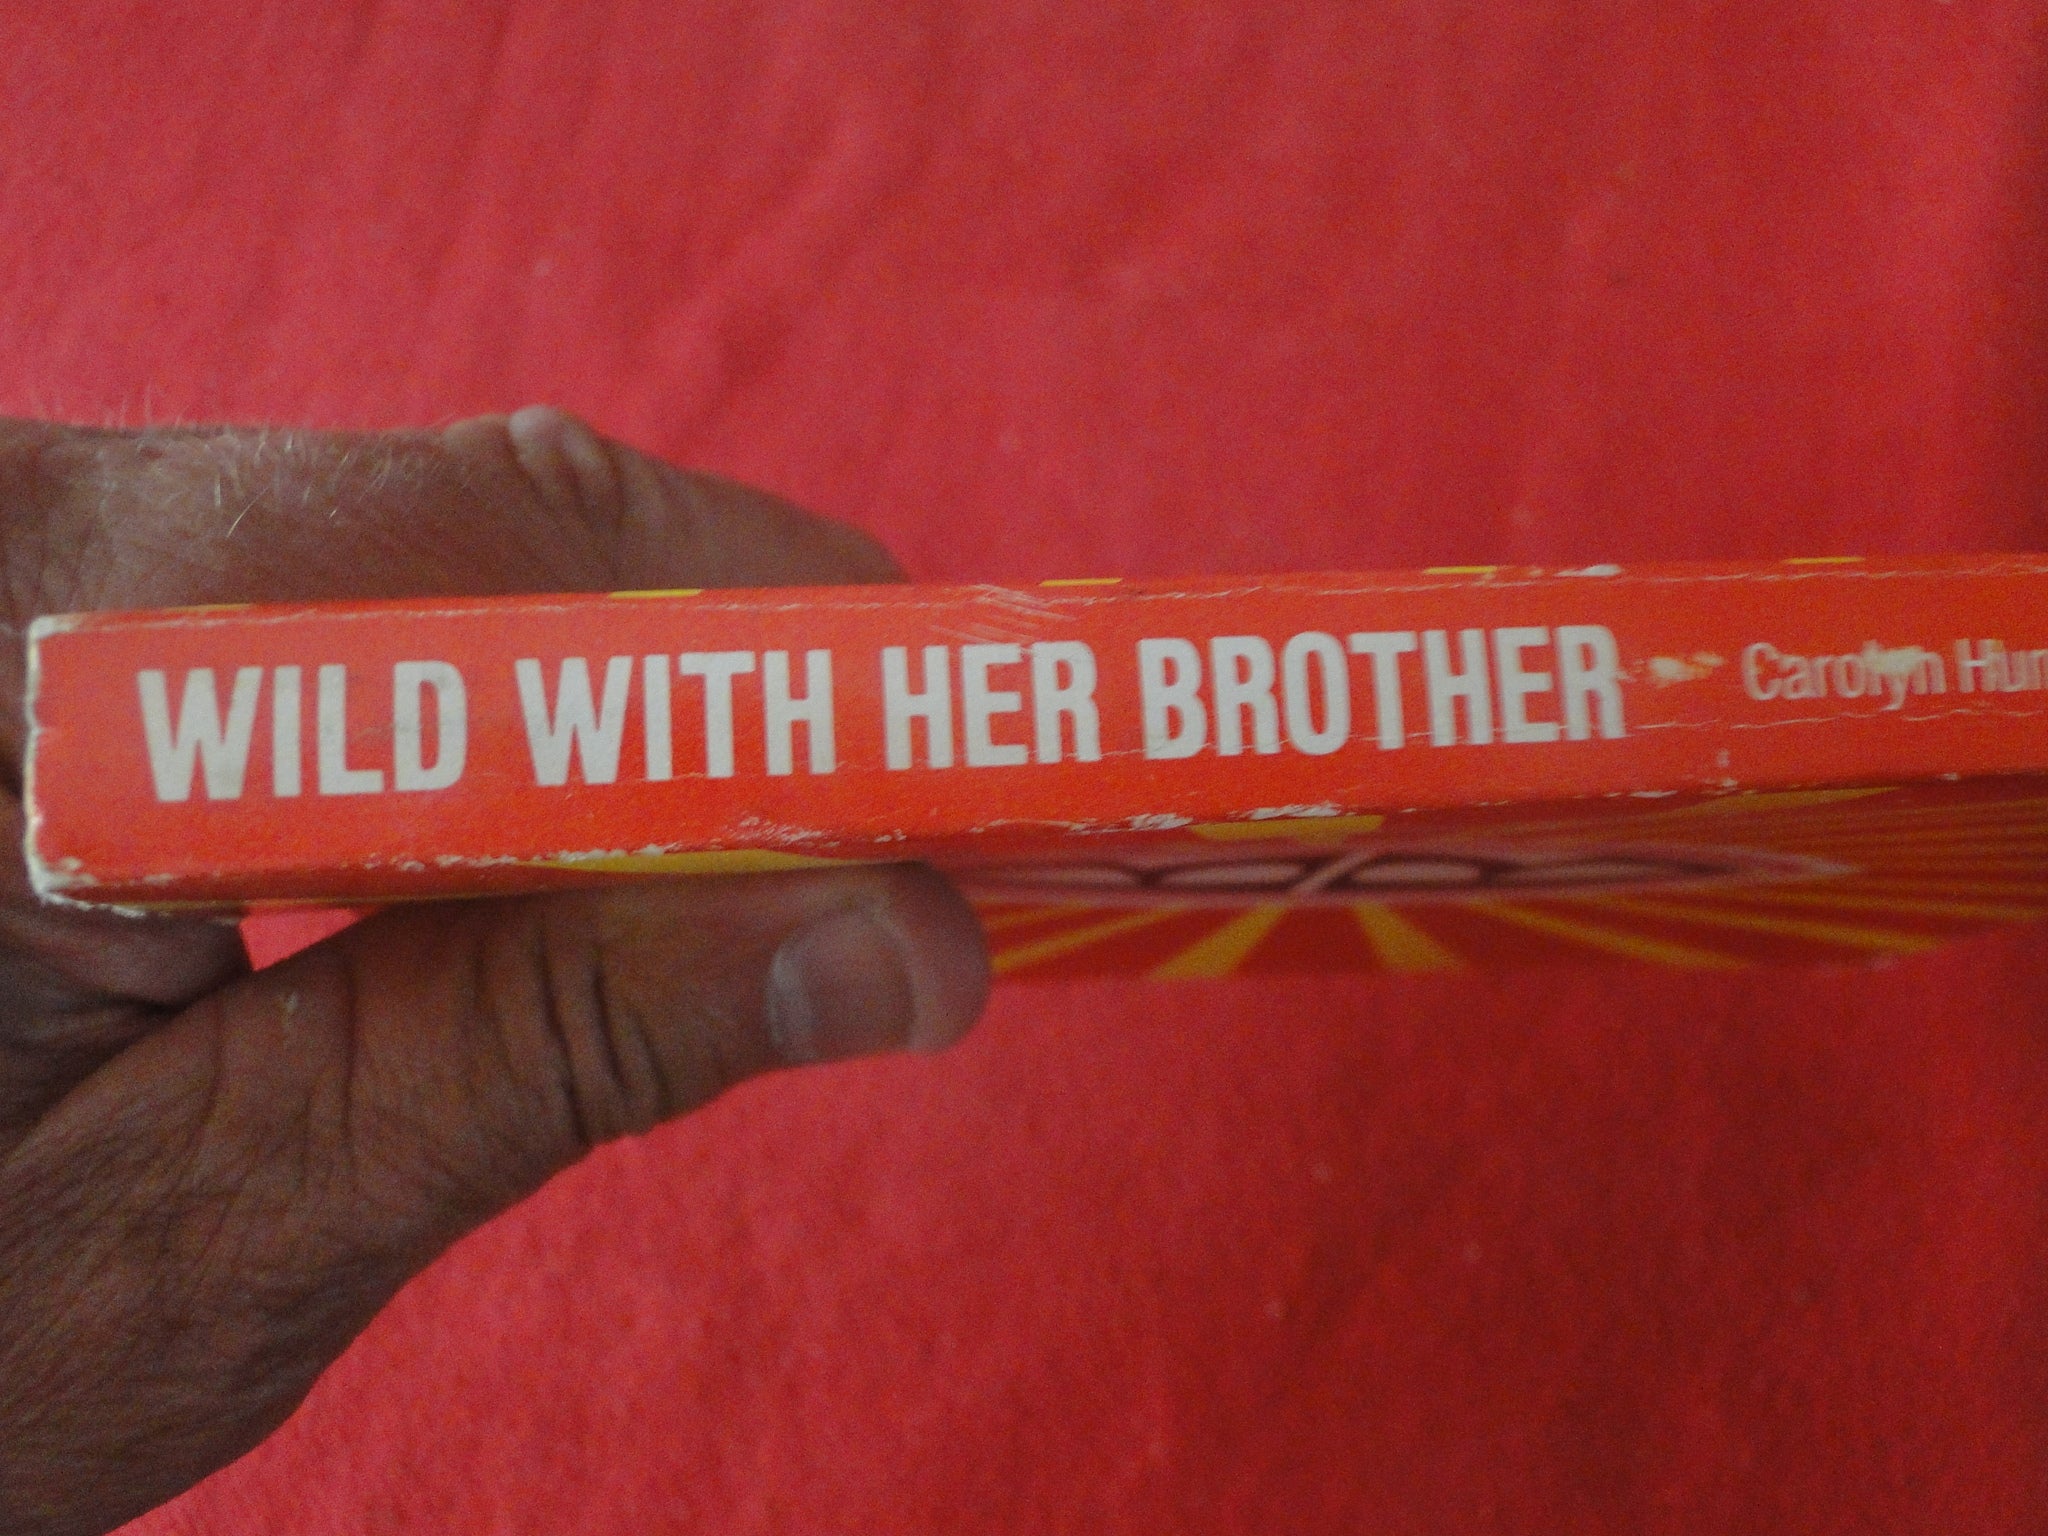 WILD WITH HER BROTHER Carolyn